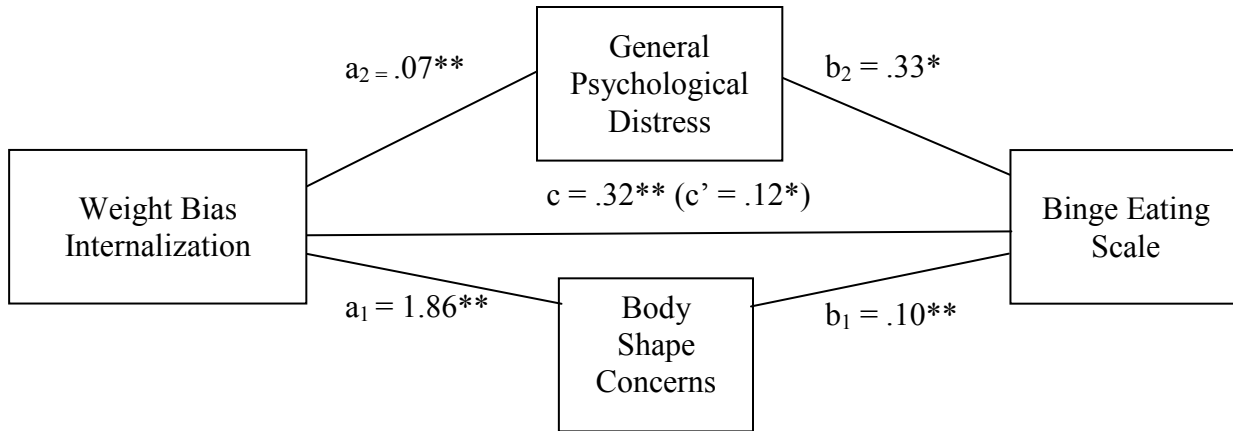 General
Psychological
Distress
a₂ = .07**
b₂ = .33*
Weight Bias
Internalization
c = .32** (c’ = .12*)
Binge Eating
Scale
a₁ = 1.86**
Body
Shape
Concerns
b₁ = .10**